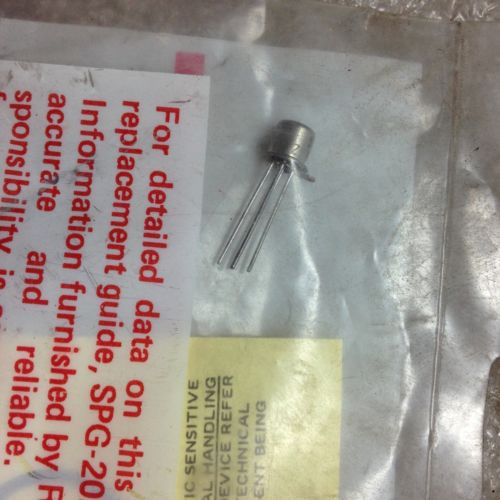 For detailed data on this
replacement guide, SPG-20
Information furnished by R
accurate and reliable.
sponsibility is
IC SENSITIVE
AL HANDLING
DEVICE REFER
TECHNICAL
ENT BEING